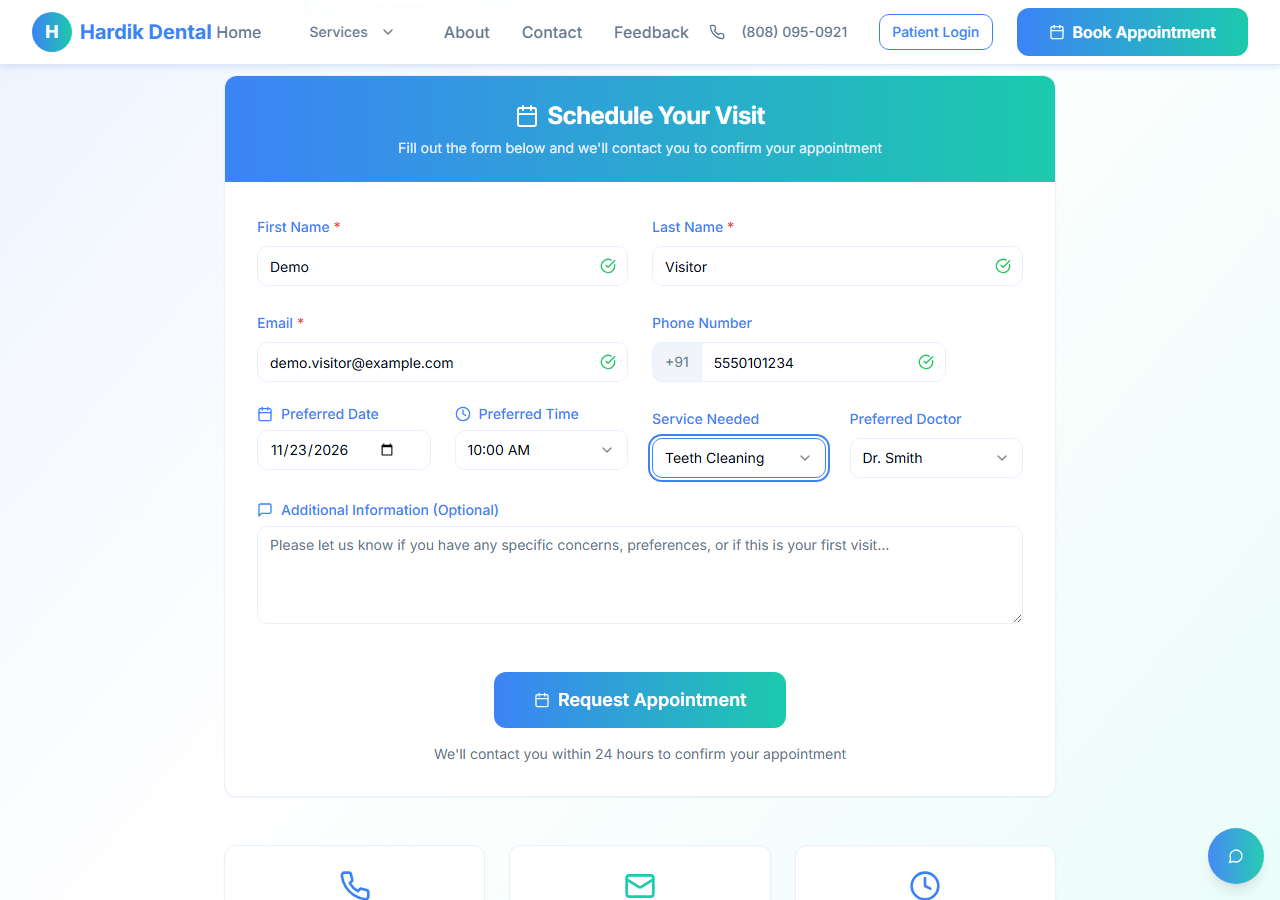 H Hardik Dental Home Services About Contact Feedback (808) 095-0921 Patient Login Book Appointment
Schedule Your Visit
Fill out the form below and we'll contact you to confirm your appointment
First Name * Last Name *
Demo Visitor
Email * Phone Number
demo.visitor@example.com +91 5550101234
Preferred Date Preferred Time Service Needed Preferred Doctor
11/23/2026 10:00 AM Teeth Cleaning Dr. Smith
Additional Information (Optional)
Please let us know if you have any specific concerns, preferences, or if this is your first visit...
Request Appointment
We'll contact you within 24 hours to confirm your appointment